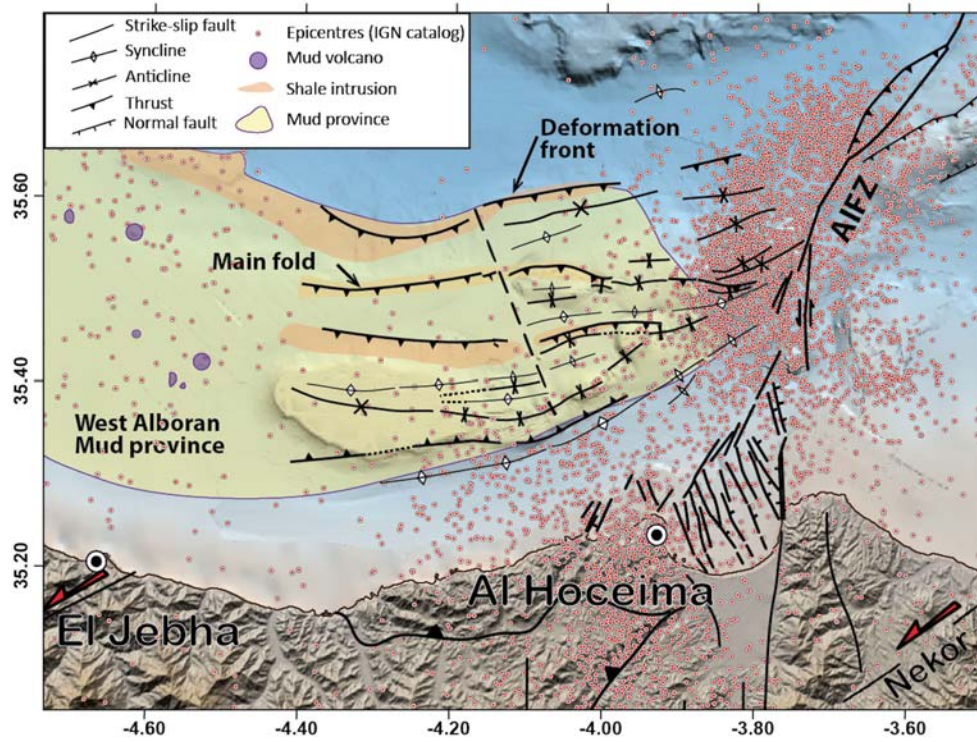 Strike-slip fault
Syncline
Anticline
Thrust
Normal fault
Epicentres (IGN catalog)
Mud volcano
Shale intrusion
Mud province
Deformation
front
AIFZ
Main fold
West Alboran
Mud province
El Jebha
Al Hoceima
Nekor
35.60
35.40
35.20
-4.60
-4.40
-4.20
-4.00
-3.80
-3.60